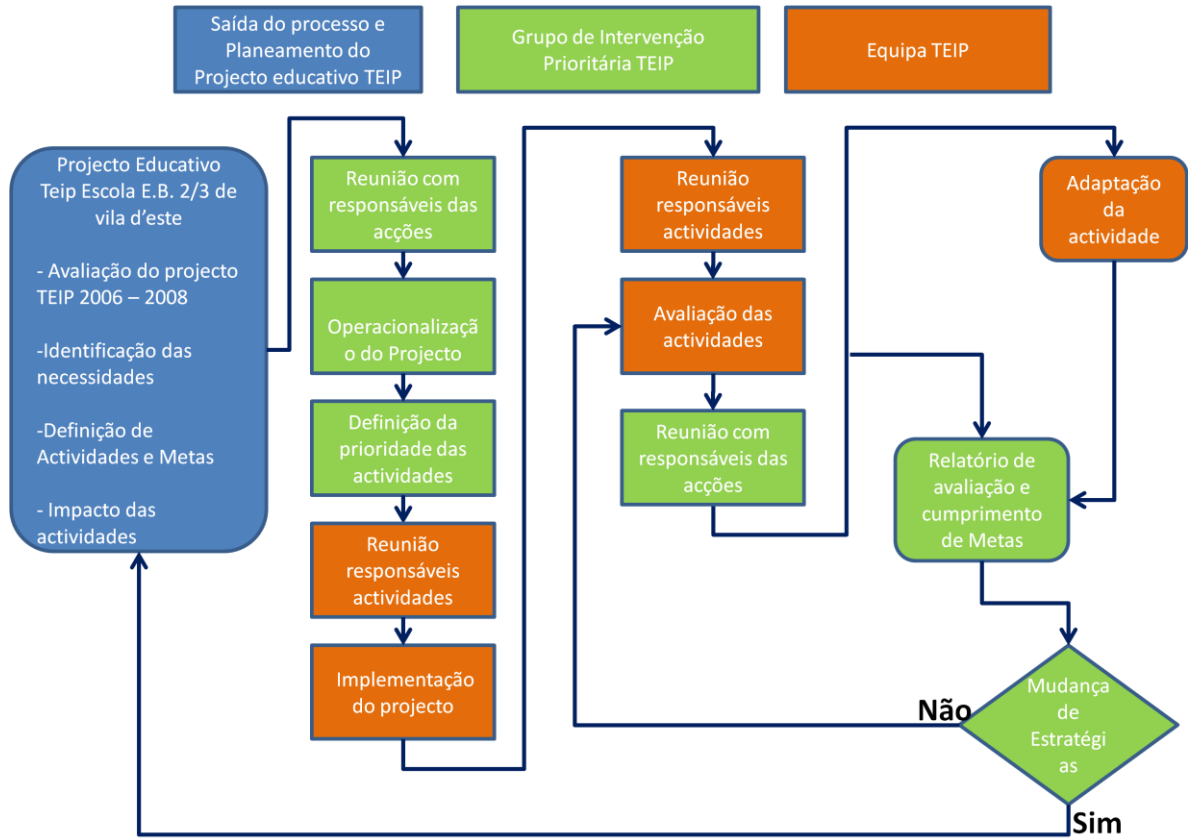 Saída do processo e
Planeamento do
Projecto educativo TEIP
Grupo de Intervenção
Prioritária TEIP
Equipa TEIP
Projecto Educativo
Teip Escola E.B. 2/3 de
vila d’este
- Avaliação do projecto
TEIP 2006 – 2008
-Identificação das
necessidades
-Definição de
Actividades e Metas
- Impacto das
actividades
Reunião com
responsáveis das
acções
Operacionalizaçã
o do Projecto
Definição da
prioridade das
actividades
Reunião
responsáveis
actividades
Implementação
do projecto
Reunião
responsáveis
actividades
Avaliação das
actividades
Reunião com
responsáveis das
acções
Adaptação
da
actividade
Relatório de
avaliação e
cumprimento
de Metas
Mudança
de
Estratégi
as
Não
Sim